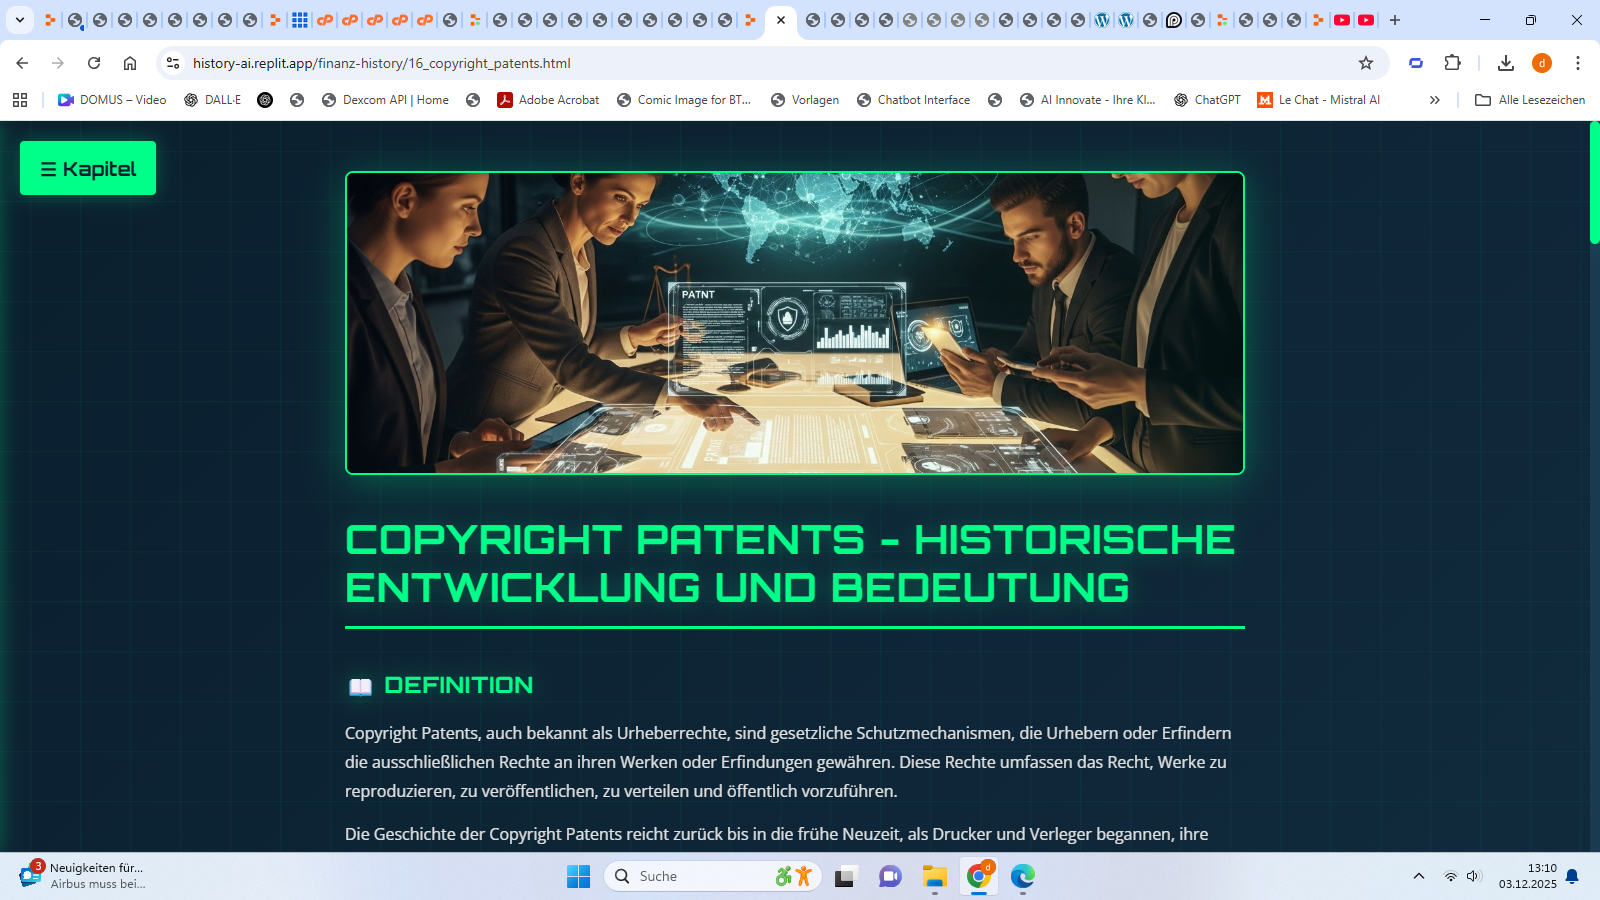 history-ai.replit.app/finanz-history/16_copyright_patents.html
d
DOMUS – Video
DALL·E
Dexcom API | Home
Adobe Acrobat
Comic Image for BT...
Vorlagen
Chatbot Interface
AI Innovate - Ihre KI...
ChatGPT
Le Chat - Mistral AI
Alle Lesezeichen
☰ Kapitel
PATNT
COPYRIGHT PATENTS - HISTORISCHE
ENTWICKLUNG UND BEDEUTUNG
DEFINITION
Copyright Patents, auch bekannt als Urheberrechte, sind gesetzliche Schutzmechanismen, die Urhebern oder Erfindern
die ausschließlichen Rechte an ihren Werken oder Erfindungen gewähren. Diese Rechte umfassen das Recht, Werke zu
reproduzieren, zu veröffentlichen, zu verteilen und öffentlich vorzuführen.
Die Geschichte der Copyright Patents reicht zurück bis in die frühe Neuzeit, als Drucker und Verleger begannen, ihre
3
Neuigkeiten für...
Airbus muss bei...
Suche
d
13:10
03.12.2025